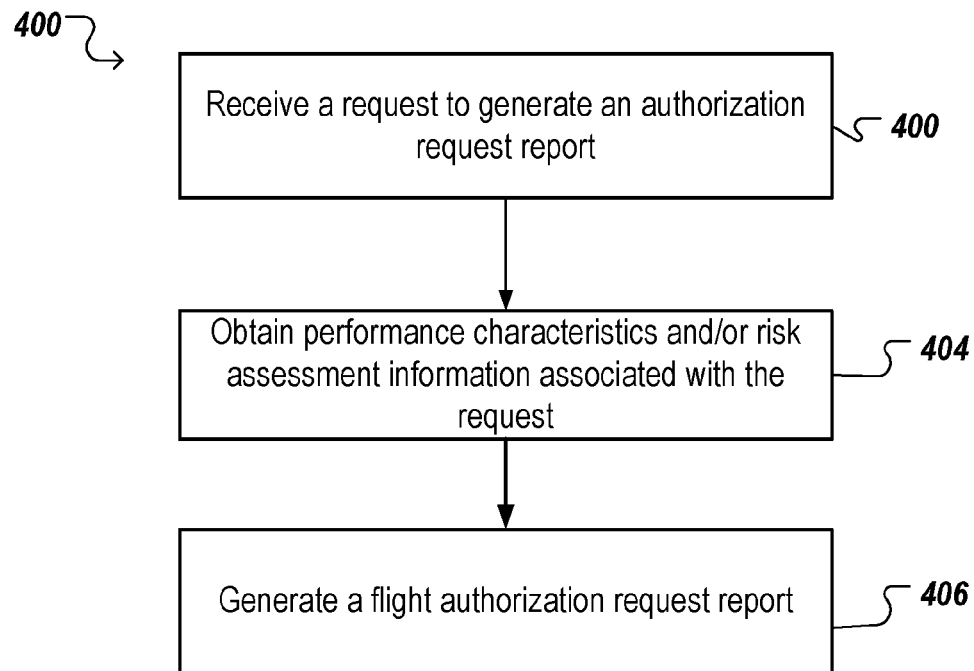 400
Receive a request to generate an authorization
request report
400
Obtain performance characteristics and/or risk
assessment information associated with the
request
404
Generate a flight authorization request report
406